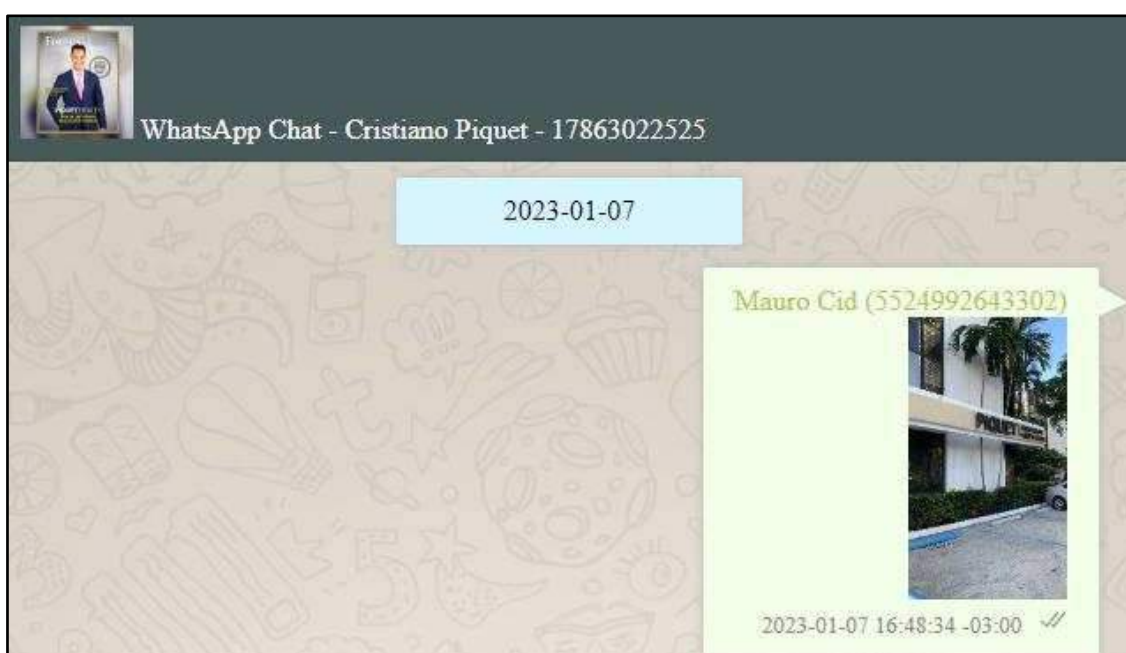 WhatsApp Chat - Cristiano Piquet - 17863022525
2023-01-07
Mauro Cid (5524992643302)
PIQUET
2023-01-07 16:48:34 -03:00